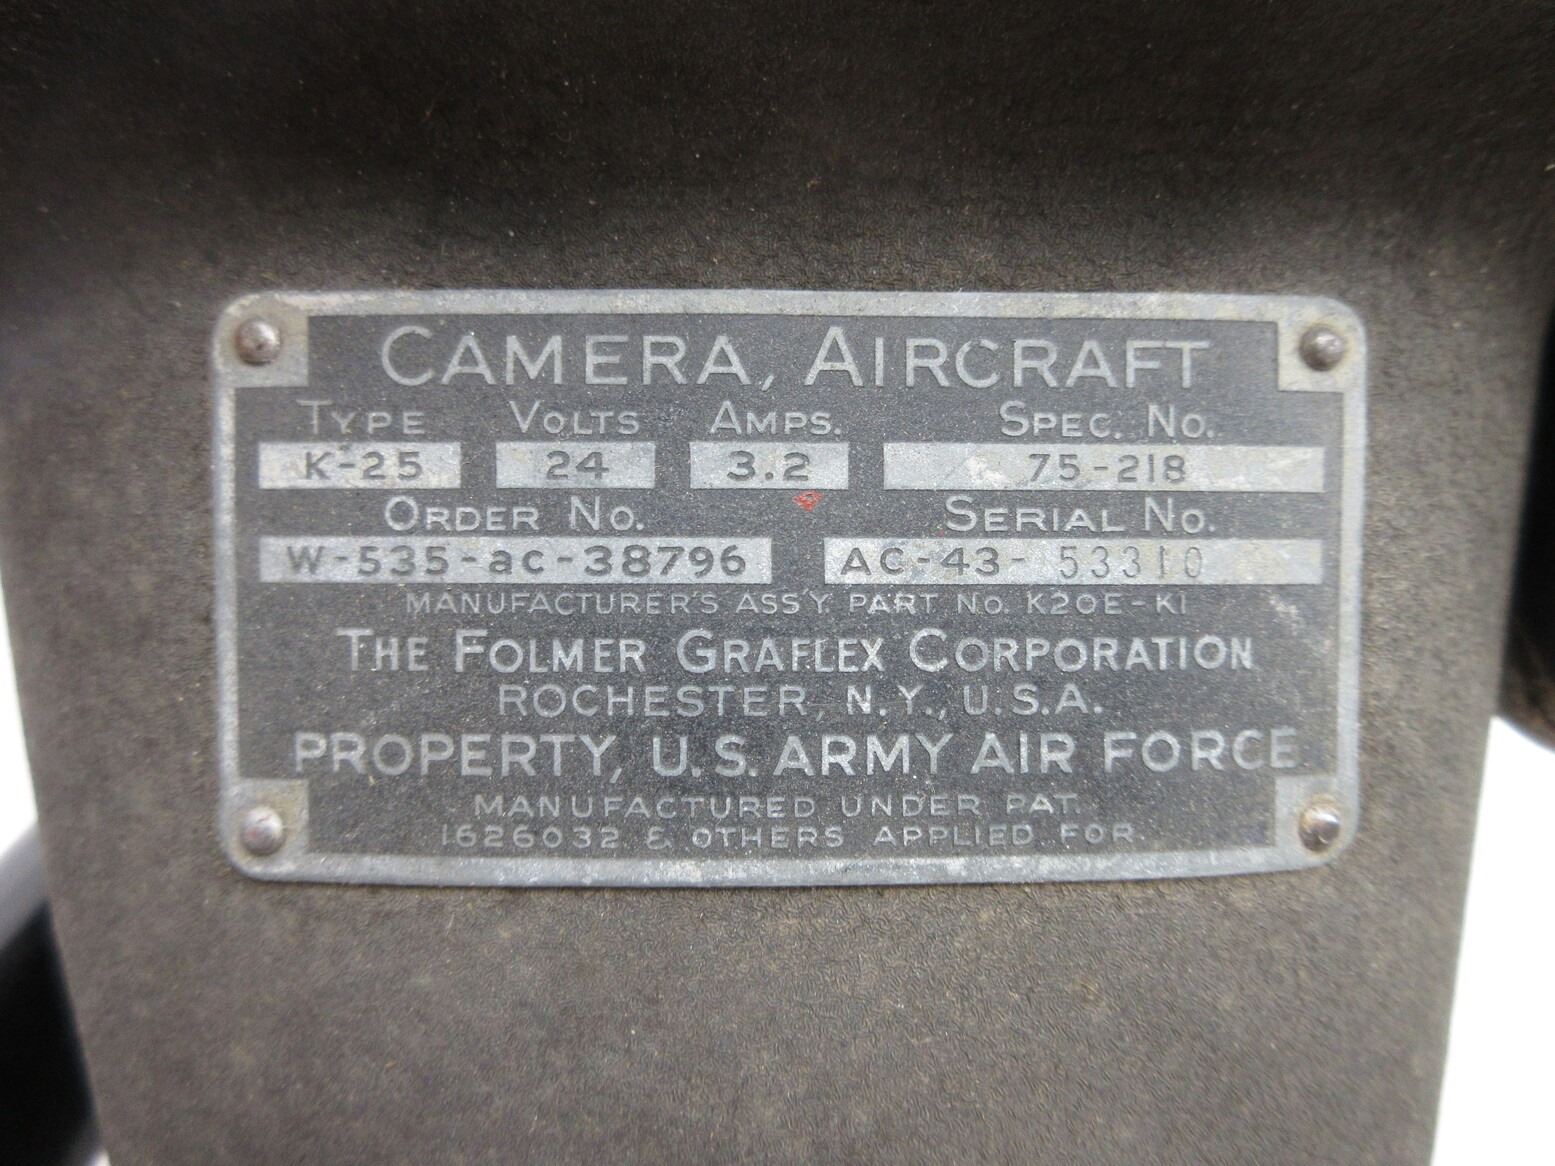 CAMERA, AIRCRAFT
TYPE VOLTS AMPS. SPEC. NO.
K-25 24 3.2 75-218
ORDER NO. SERIAL NO.
W-535-ac-38796 AC-43-53310
MANUFACTURER'S ASS'Y. PART NO. K20E-K1
THE FOLMER GRAFLEX CORPORATION
ROCHESTER, N.Y., U.S.A.
PROPERTY, U.S. ARMY AIR FORCE
MANUFACTURED UNDER PAT.
1626032 & OTHERS APPLIED FOR.